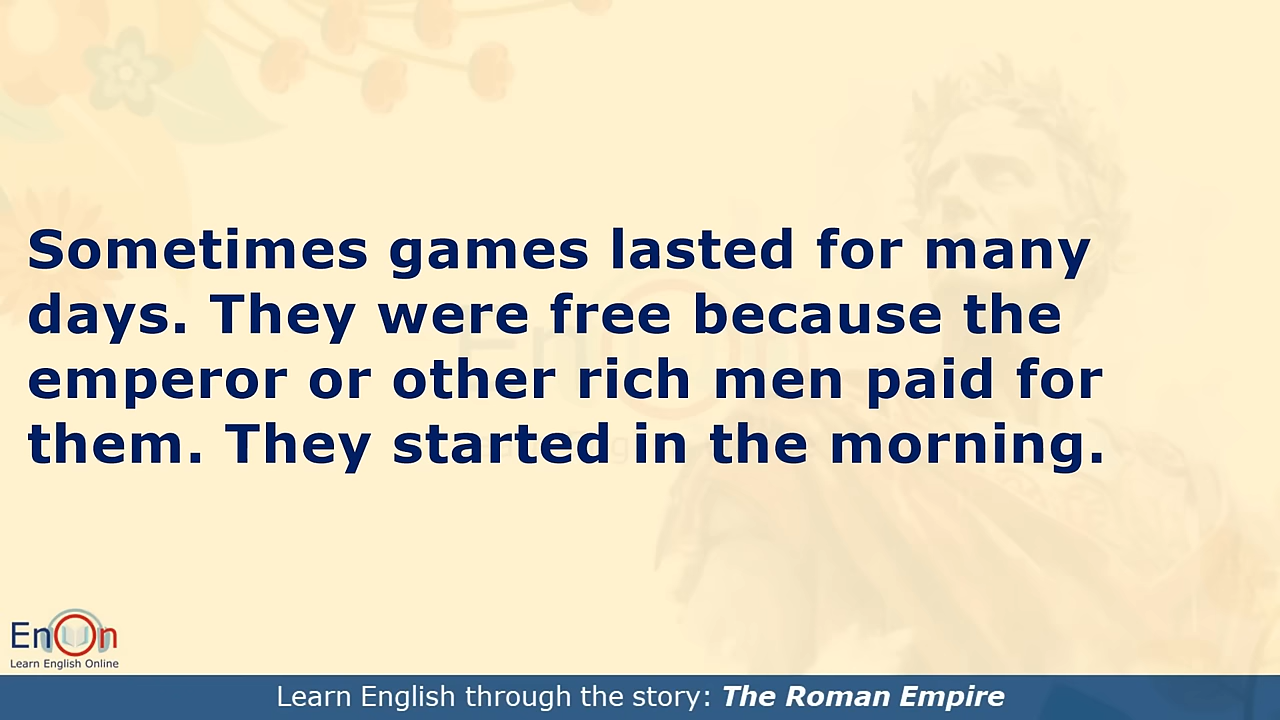 Sometimes games lasted for many
days. They were free because the
emperor or other rich men paid for
them. They started in the morning.
EnOn
Learn English Online
Learn English through the story: The Roman Empire